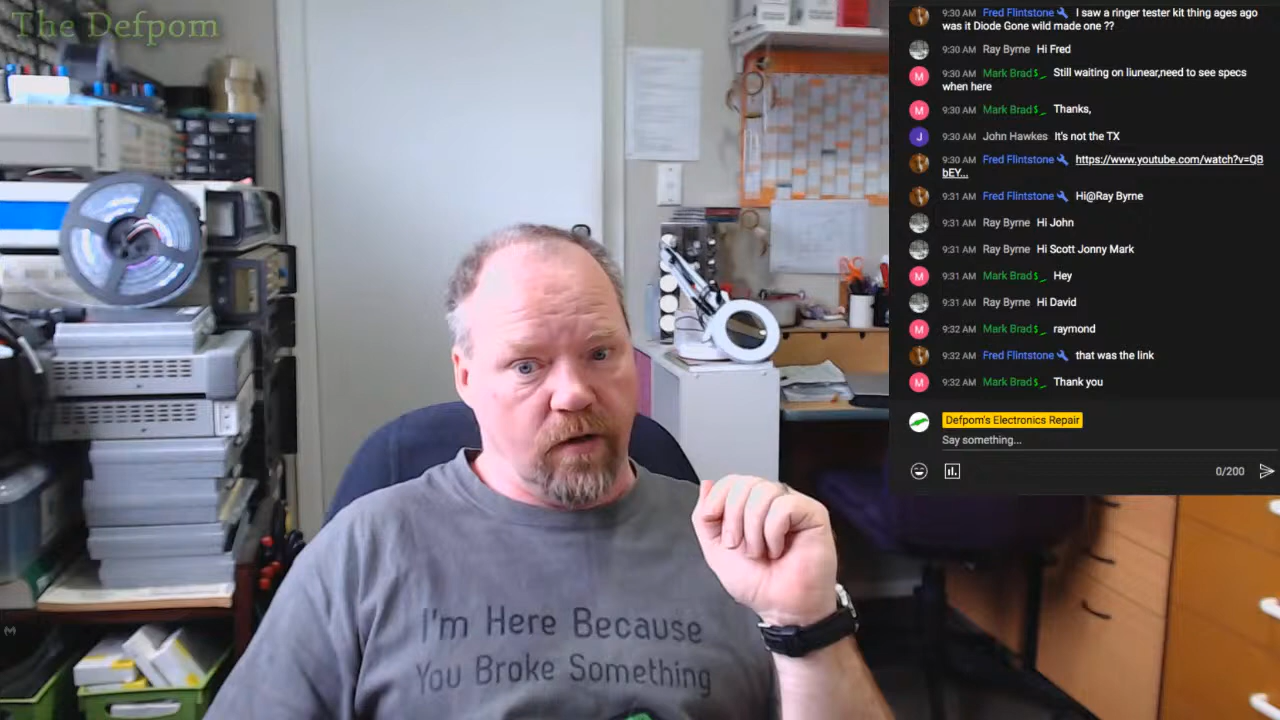 The Defpom
9:30 AM Fred Flintstone I saw a ringer tester kit thing ages ago
was it Diode Gone wild made one ??
9:30 AM Ray Byrne Hi Fred
9:30 AM Mark Brad$ Still waiting on liunear,need to see specs
when here
9:30 AM Mark Brad$ Thanks,
9:30 AM John Hawkes It's not the TX
9:30 AM Fred Flintstone https://www.youtube.com/watch?v=QB
bEY...
9:31 AM Fred Flintstone Hi@Ray Byrne
9:31 AM Ray Byrne Hi John
9:31 AM Ray Byrne Hi Scott Jonny Mark
9:31 AM Mark Brad$ Hey
9:31 AM Ray Byrne Hi David
9:32 AM Mark Brad$ raymond
9:32 AM Fred Flintstone that was the link
9:32 AM Mark Brad$ Thank you
Defpom's Electronics Repair
Say something...
0/200
I'm Here Because
You Broke Something